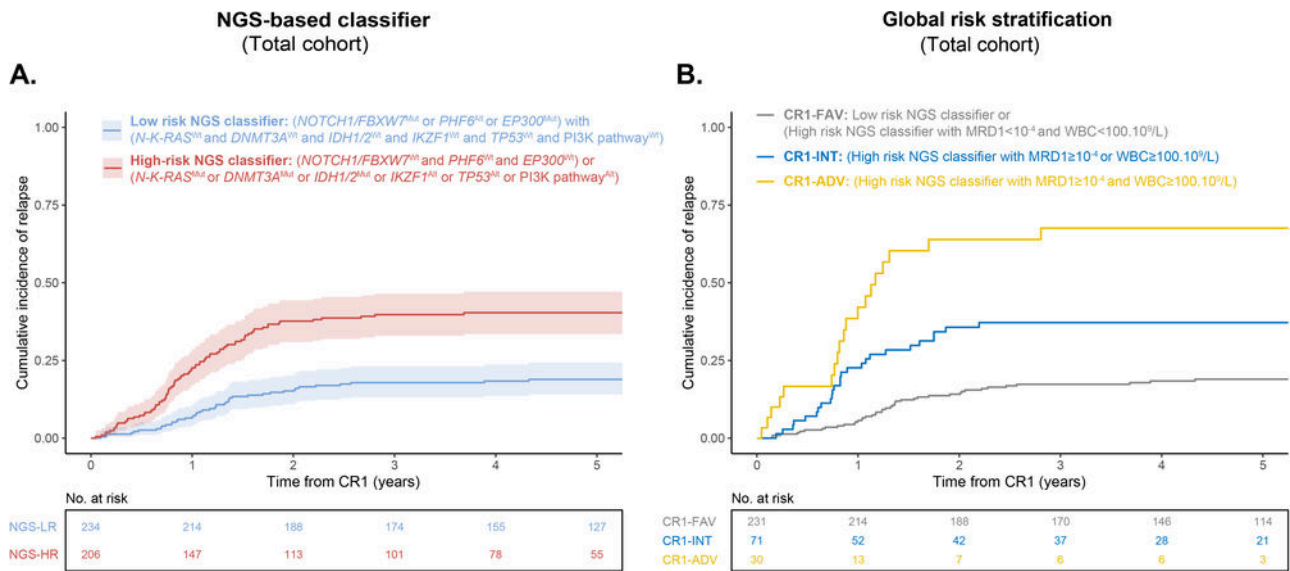 NGS-based classifier
(Total cohort)
Global risk stratification
(Total cohort)
A.
Low risk NGS classifier: (NOTCH1/FBXW7ᴹᵘᵗ or PHF6ᴬˡᵗ or EP300ᴹᵘᵗ) with
(N-K-RASᵂᵗ and DNMT3Aᵂᵗ and IDH1/2ᵂᵗ and IKZF1ᵂᵗ and TP53ᵂᵗ and PI3K pathwayᵂᵗ)
High-risk NGS classifier: (NOTCH1/FBXW7ᵂᵗ and PHF6ᵂᵗ and EP300ᵂᵗ) or
(N-K-RASᴹᵘᵗ or DNMT3Aᴹᵘᵗ or IDH1/2ᴹᵘᵗ or IKZF1ᴬˡᵗ or TP53ᴬˡᵗ or PI3K pathwayᴬˡᵗ)
Cumulative incidence of relapse
1.00
0.75
0.50
0.25
0.00
0 1 2 3 4 5
Time from CR1 (years)
No. at risk
NGS-LR 234 214 188 174 155 127
NGS-HR 206 147 113 101 78 55
B.
CR1-FAV: Low risk NGS classifier or
(High risk NGS classifier with MRD1<10⁻⁴ and WBC<100.10⁹/L)
CR1-INT: (High risk NGS classifier with MRD1≥10⁻⁴ or WBC≥100.10⁹/L)
CR1-ADV: (High risk NGS classifier with MRD1≥10⁻⁴ and WBC≥100.10⁹/L)
Cumulative incidence of relapse
1.00
0.75
0.50
0.25
0.00
0 1 2 3 4 5
Time from CR1 (years)
No. at risk
CR1-FAV 231 214 188 170 146 114
CR1-INT 71 52 42 37 28 21
CR1-ADV 30 13 7 6 6 3